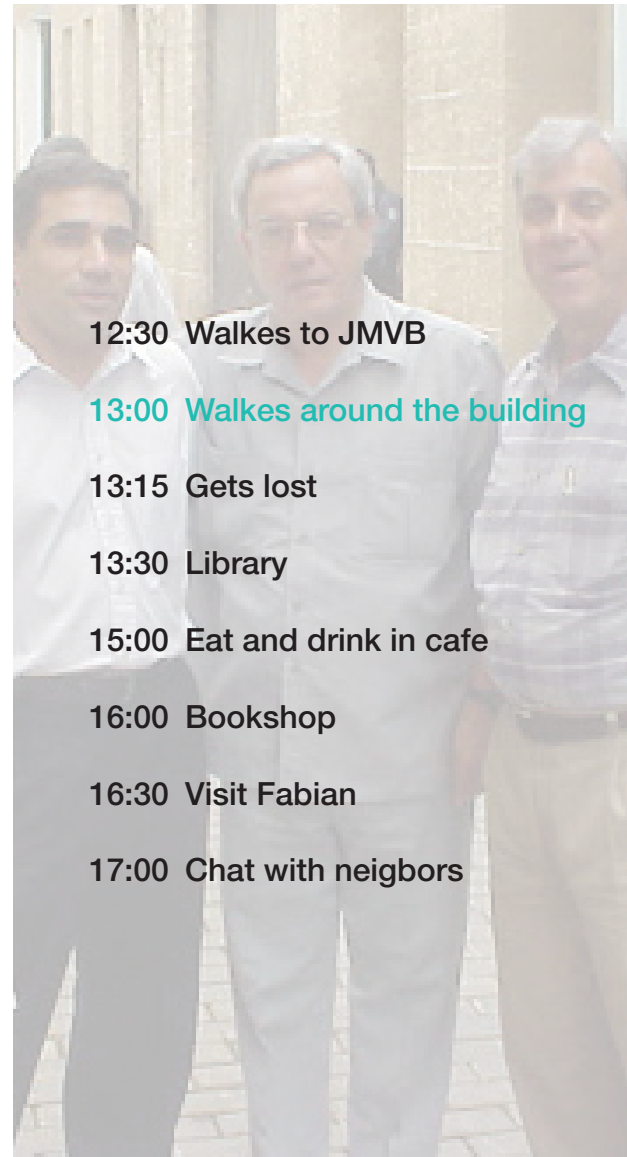 12:30 Walkes to JMVB
13:00 Walkes around the building
13:15 Gets lost
13:30 Library
15:00 Eat and drink in cafe
16:00 Bookshop
16:30 Visit Fabian
17:00 Chat with neigbors